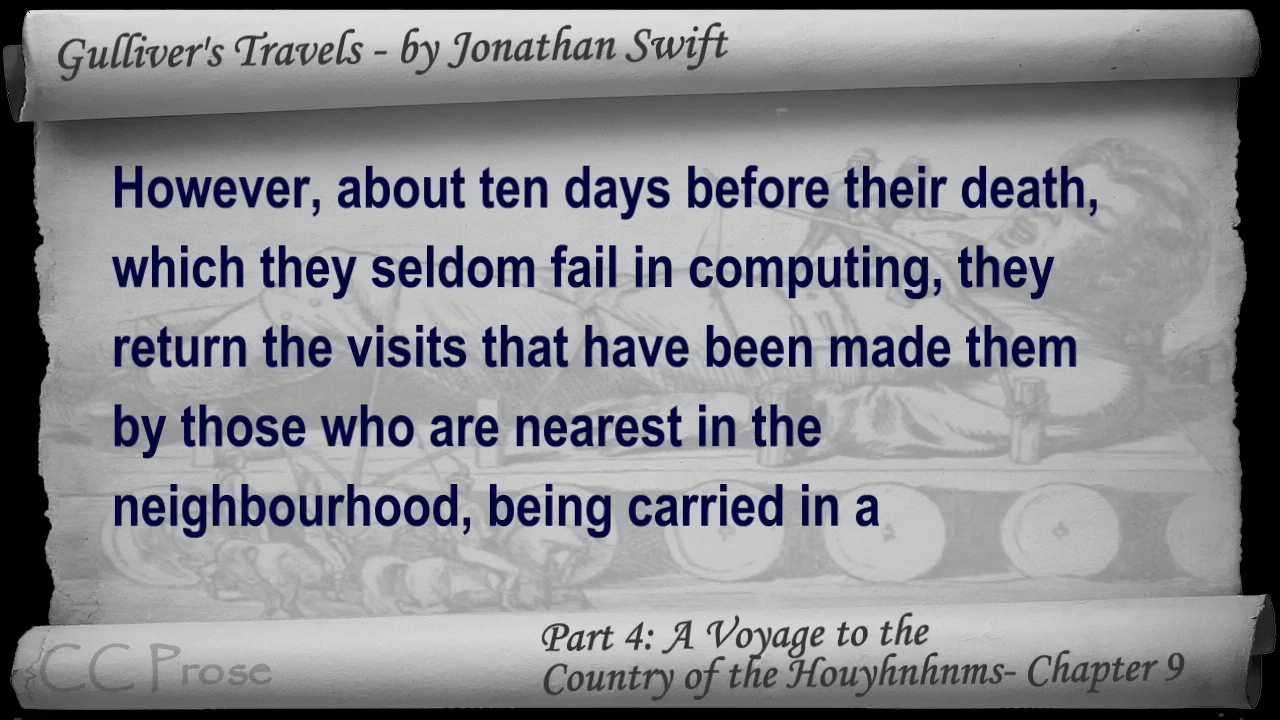 Gulliver's Travels - by Jonathan Swift
However, about ten days before their death,
which they seldom fail in computing, they
return the visits that have been made them
by those who are nearest in the
neighbourhood, being carried in a
CC Prose
Part 4: A Voyage to the
Country of the Houyhnhnms- Chapter 9